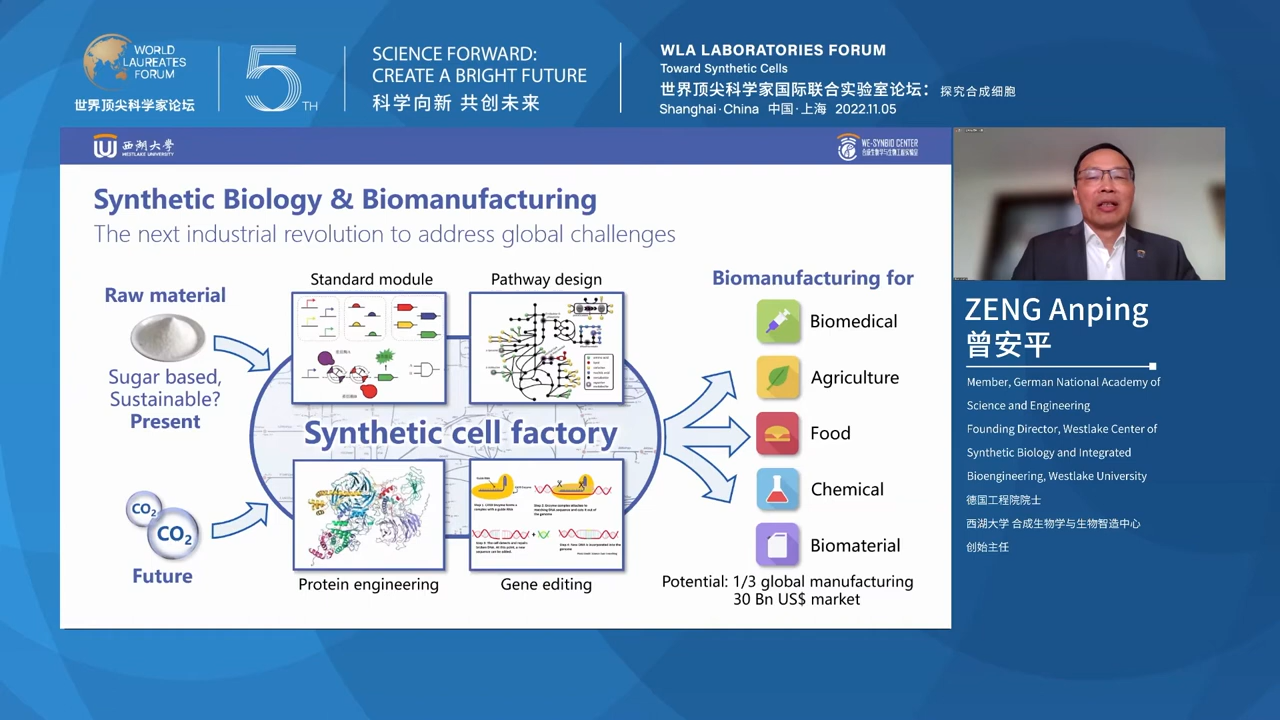 WORLD
LAUREATES
FORUM
世界顶尖科学家论坛
5TH
SCIENCE FORWARD:
CREATE A BRIGHT FUTURE
科学向新 共创未来
WLA LABORATORIES FORUM
Toward Synthetic Cells
世界顶尖科学家国际联合实验室论坛：探究合成细胞
Shanghai·China 中国·上海 2022.11.05
西湖大學
WESTLAKE UNIVERSITY
WE-SYNBIO CENTER
Synthetic Biology & Biomanufacturing
The next industrial revolution to address global challenges
Raw material
Sugar based,
Sustainable?
Present
CO2
CO2
Future
Standard module
Pathway design
Synthetic cell factory
Protein engineering
Gene editing
Biomanufacturing for
Biomedical
Agriculture
Food
Chemical
Biomaterial
Potential: 1/3 global manufacturing
30 Bn US$ market
ZENG Anping
曾安平
Member, German National Academy of
Science and Engineering
Founding Director, Westlake Center of
Synthetic Biology and Integrated
Bioengineering, Westlake University
德国工程院院士
西湖大学 合成生物学与生物智造中心
创始主任